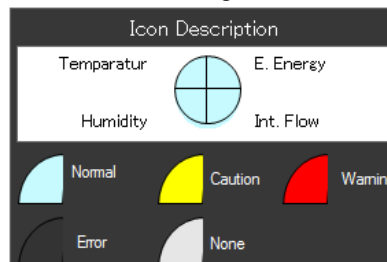 Icon Description
Temparatur E. Energy
Humidity Int. Flow
Normal Caution Warnin
Error None